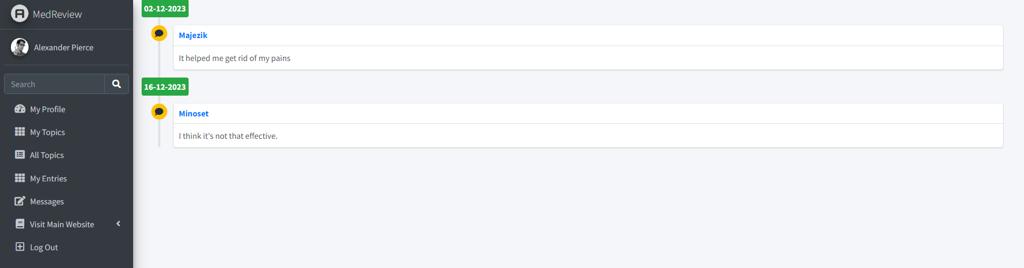 MedReview
Alexander Pierce
Search
My Profile
My Topics
All Topics
My Entries
Messages
Visit Main Website
Log Out
02-12-2023
Majezik
It helped me get rid of my pains
16-12-2023
Minoset
I think it's not that effective.